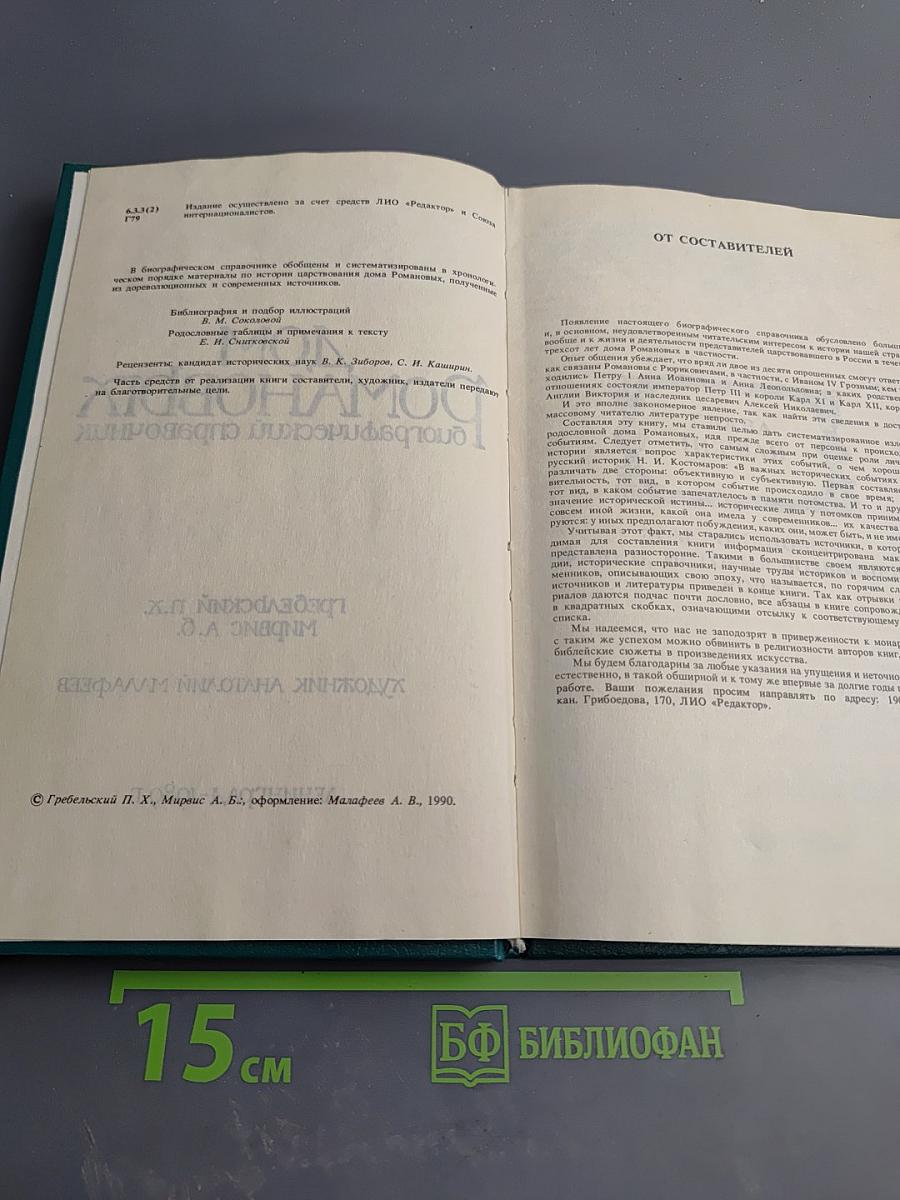 6.3.3(2)
Г79
Издание осуществлено за счет средств ЛИО «Редактор» и Союза
интернационалистов.
В биографическом справочнике обобщены и систематизированы в хронологи-
ческом порядке материалы по истории царствования дома Романовых, полученные
из дореволюционных и современных источников.
Библиография и подбор иллюстраций
В. М. Соколовой
Родословные таблицы и примечания к тексту
Е. И. Снитковской
Рецензенты: кандидат исторических наук В. К. Зиборов, С. И. Каширин.
Часть средств от реализации книги составители, художник, издатели передают
на благотворительные цели.
© Гребельский П. Х., Мирвис А. Б., оформление: Малафеев А. В., 1990.
ОТ СОСТАВИТЕЛЕЙ
Появление настоящего биографического справочника обусловлено больш
и, в основном, неудовлетворенным читательским интересом к истории нашей стра
вообще и к жизни и деятельности представителей царствовавшего в России в тече
трехсот лет дома Романовых в частности.
Опыт общения убеждает, что вряд ли двое из десяти опрошенных смогут ответ
как связаны Романовы с Рюриковичами, в частности, с Иваном IV Грозным; кем
ходились Петру I Анна Иоанновна и Анна Леопольдовна; в каких родствен
отношениях состояли император Петр III и короли Карл XI и Карл XII, кор
Англии Виктория и наследник цесаревич Алексей Николаевич.
И это вполне закономерное явление, так как найти эти сведения в дост
массовому читателю литературе непросто.
Составляя эту книгу, мы ставили целью дать систематизированное изл
родословной дома Романовых, идя прежде всего от персоны к происход
событиям. Следует отметить, что самым сложным при оценке роли лич
истории является вопрос характеристики этих событий, о чем хорош
русский историк Н. И. Костомаров: «В важных исторических событиях
различать две стороны: объективную и субъективную. Первая составляе
вительность, тот вид, в котором событие происходило в свое время;
тот вид, в каком событие запечатлелось в памяти потомства. И то и дру
значение исторической истины... исторические лица у потомков приним
совсем иной жизни, какой она имела у современников... их качества
руются: у иных предполагают побуждения, каких они, может быть, и не име
Учитывая этот факт, мы старались использовать источники, в котор
димая для составления книги информация сконцентрирована мак
представлена разносторонне. Такими в большинстве своем являются
дии, исторические справочники, научные труды историков и воспоми
менников, описывающих свою эпоху, что называется, по горячим сл
источников и литературы приведен в конце книги. Так как отрывки
риалов даются подчас почти дословно, все абзацы в книге сопровожд
в квадратных скобках, означающими отсылку к соответствующему
списка.
Мы надеемся, что нас не заподозрят в приверженности к монар
с таким же успехом можно обвинить в религиозности авторов книг,
библейские сюжеты в произведениях искусства.
Мы будем благодарны за любые указания на упущения и неточно
естественно, в такой обширной и к тому же впервые за долгие годы
работе. Ваши пожелания просим направлять по адресу: 190
кан. Грибоедова, 170, ЛИО «Редактор».
15 см
БФ БИБЛИОФАН